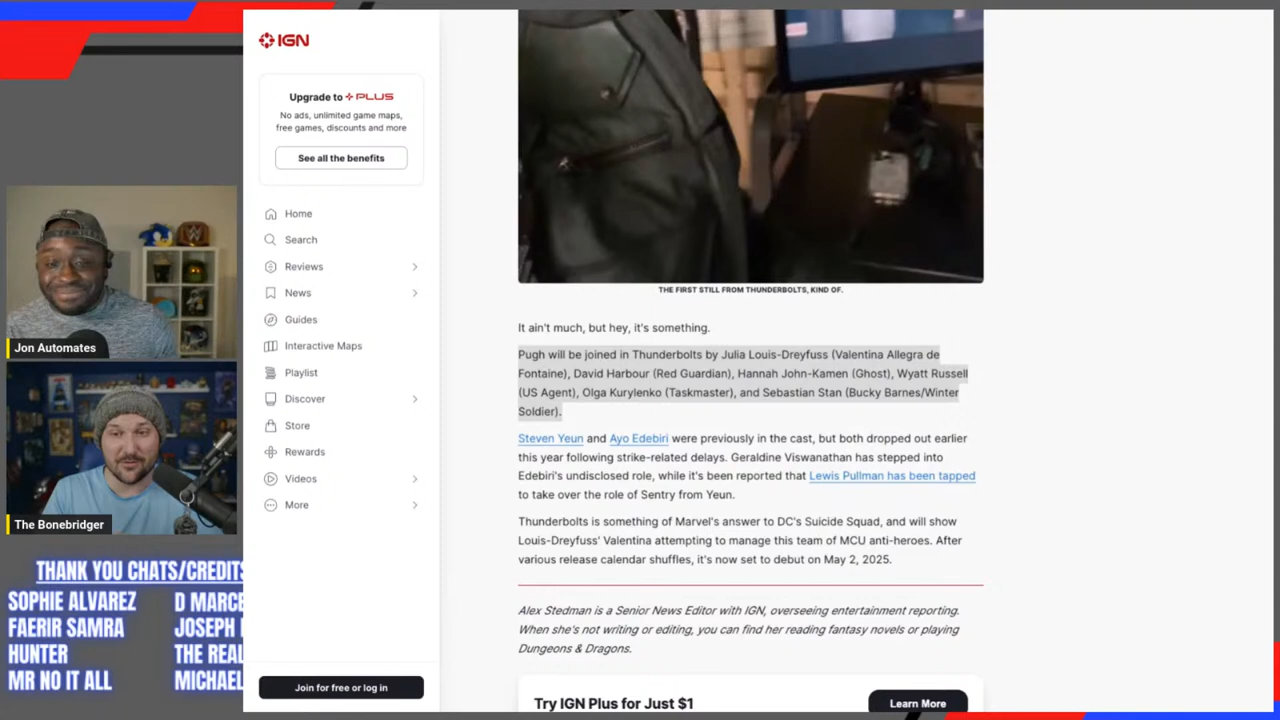 IGN
Upgrade to PLUS
No ads, unlimited game maps,
free games, discounts and more
See all the benefits
Home
Search
Reviews
News
Guides
Interactive Maps
Playlist
Discover
Store
Rewards
Videos
More
Join for free or log in
Jon Automates
The Bonebridger
THANK YOU CHATS/CREDITS
SOPHIE ALVAREZ
FAERIR SAMRA
HUNTER
MR NO IT ALL
D MARCE
JOSEPH
THE REAL
MICHAEL
THE FIRST STILL FROM THUNDERBOLTS, KIND OF.
It ain't much, but hey, it's something.
Pugh will be joined in Thunderbolts by Julia Louis-Dreyfuss (Valentina Allegra de
Fontaine), David Harbour (Red Guardian), Hannah John-Kamen (Ghost), Wyatt Russell
(US Agent), Olga Kurylenko (Taskmaster), and Sebastian Stan (Bucky Barnes/Winter
Soldier).
Steven Yeun and Ayo Edebiri were previously in the cast, but both dropped out earlier
this year following strike-related delays. Geraldine Viswanathan has stepped into
Edebiri's undisclosed role, while it's been reported that Lewis Pullman has been tapped
to take over the role of Sentry from Yeun.
Thunderbolts is something of Marvel's answer to DC's Suicide Squad, and will show
Louis-Dreyfuss' Valentina attempting to manage this team of MCU anti-heroes. After
various release calendar shuffles, it's now set to debut on May 2, 2025.
Alex Stedman is a Senior News Editor with IGN, overseeing entertainment reporting.
When she's not writing or editing, you can find her reading fantasy novels or playing
Dungeons & Dragons.
Try IGN Plus for Just $1
Learn More